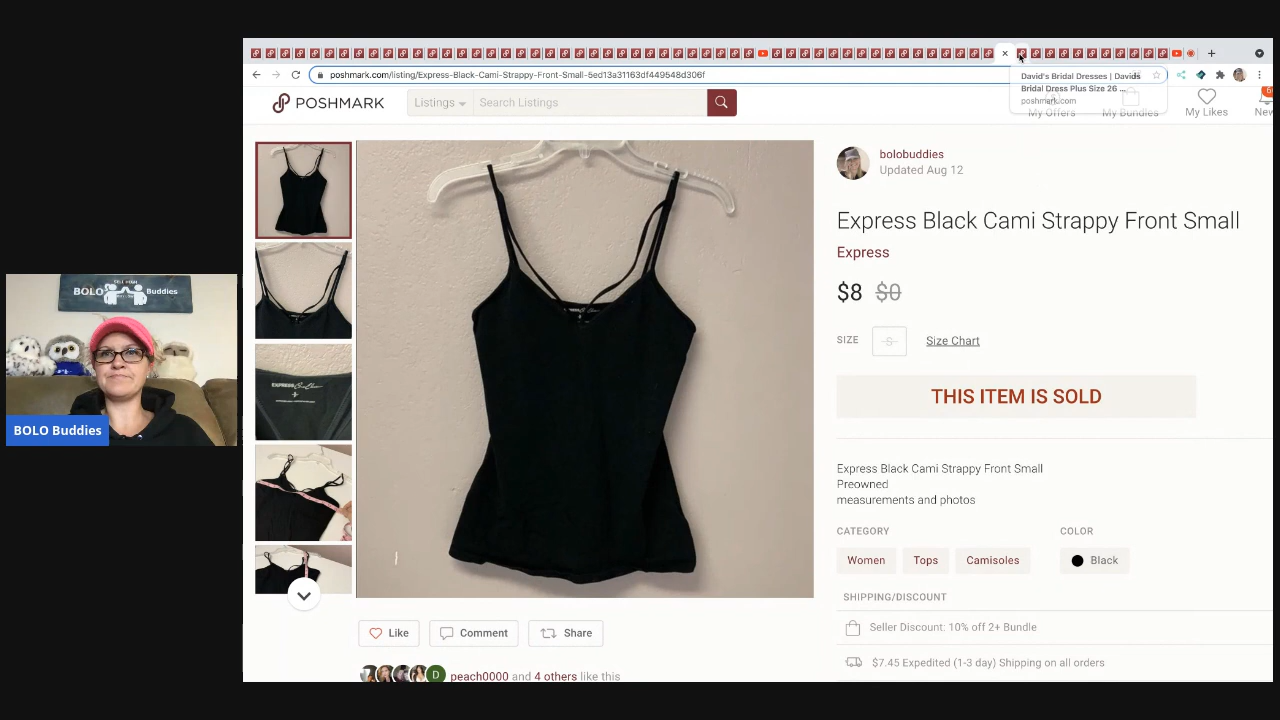 poshmark.com/listing/Express-Black-Cami-Strappy-Front-Small-5ed13a31163df449548d306f
David's Bridal Dresses | Davids
Bridal Dress Plus Size 26 ...
poshmark.com
POSHMARK
Listings
Search Listings
My Offers
My Bundles
My Likes
New
bolobuddies
Updated Aug 12
Express Black Cami Strappy Front Small
Express
$8 $0
SIZE
S
Size Chart
THIS ITEM IS SOLD
Express Black Cami Strappy Front Small
Preowned
measurements and photos
CATEGORY
COLOR
Women
Tops
Camisoles
Black
SHIPPING/DISCOUNT
Seller Discount: 10% off 2+ Bundle
$7.45 Expedited (1-3 day) Shipping on all orders
Like
Comment
Share
D
peach0000 and 4 others like this
EXPRESS
BOLO
Buddies
BOLO Buddies